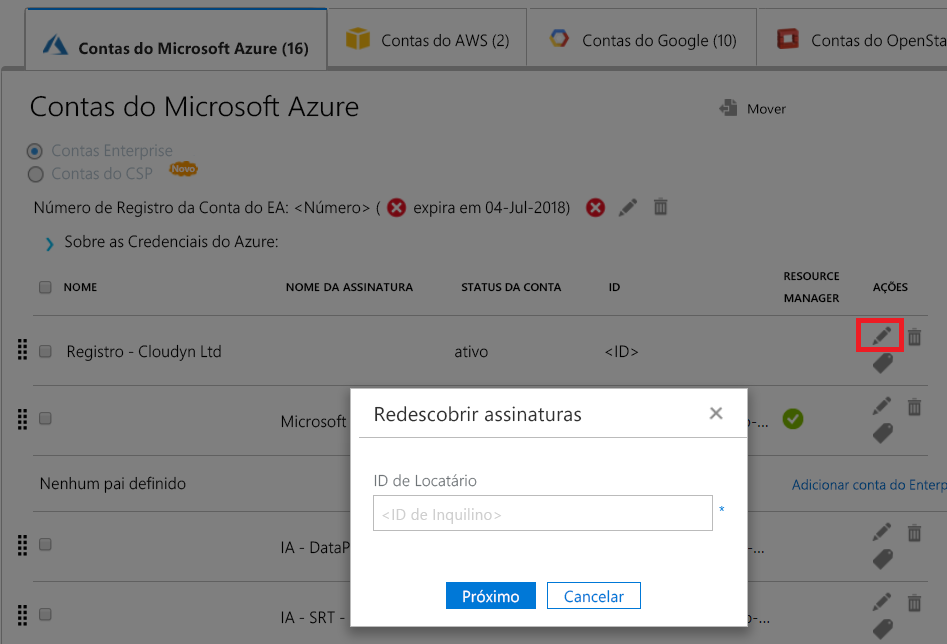 Contas do Microsoft Azure (16)
Contas do AWS (2)
Contas do Google (10)
Contas do OpenSta
Contas do Microsoft Azure
Mover
Contas Enterprise
Contas do CSP
Novo
Número de Registro da Conta do EA: <Número> ( expira em 04-Jul-2018)
Sobre as Credenciais do Azure:
NOME
NOME DA ASSINATURA
STATUS DA CONTA
ID
RESOURCE
MANAGER
AÇÕES
Registro - Cloudyn Ltd
ativo
<ID>
Microsoft
Redescobrir assinaturas
ID de Locatário
<ID de Inquilino>
*
Próximo
Cancelar
Nenhum pai definido
Adicionar conta do Enterp
IA - DataP
IA - SRT -